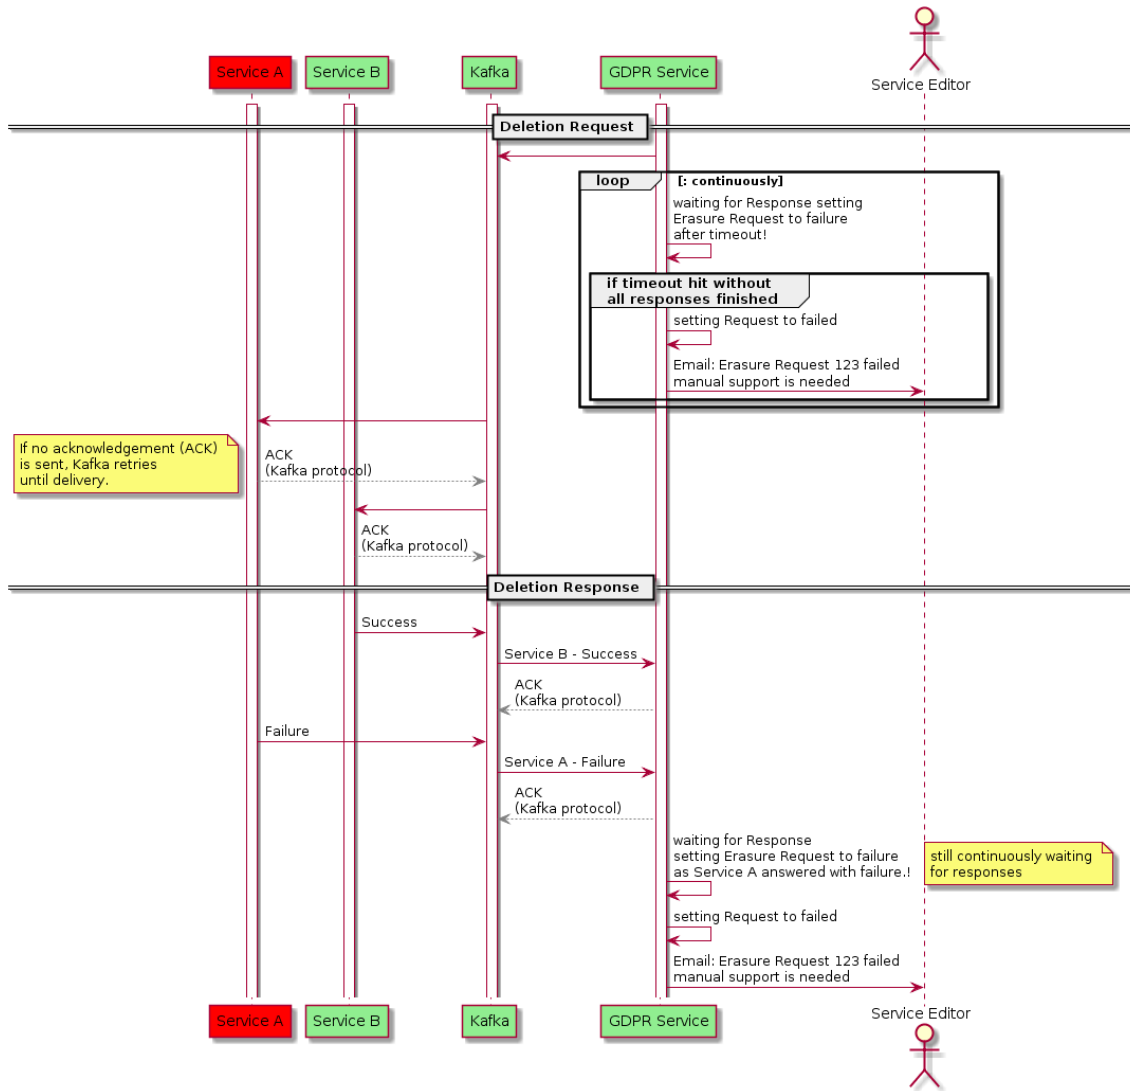 Service A
Service B
Kafka
GDPR Service
Service Editor
Deletion Request
loop
[: continuously]
waiting for Response setting
Erasure Request to failure
after timeout!
if timeout hit without
all responses finished
setting Request to failed
Email: Erasure Request 123 failed
manual support is needed
If no acknowledgement (ACK)
is sent, Kafka retries
until delivery.
ACK
(Kafka protocol)
ACK
(Kafka protocol)
Deletion Response
Success
Service B - Success
ACK
(Kafka protocol)
Failure
Service A - Failure
ACK
(Kafka protocol)
waiting for Response
setting Erasure Request to failure
as Service A answered with failure.!
still continuously waiting
for responses
setting Request to failed
Email: Erasure Request 123 failed
manual support is needed
Service A
Service B
Kafka
GDPR Service
Service Editor